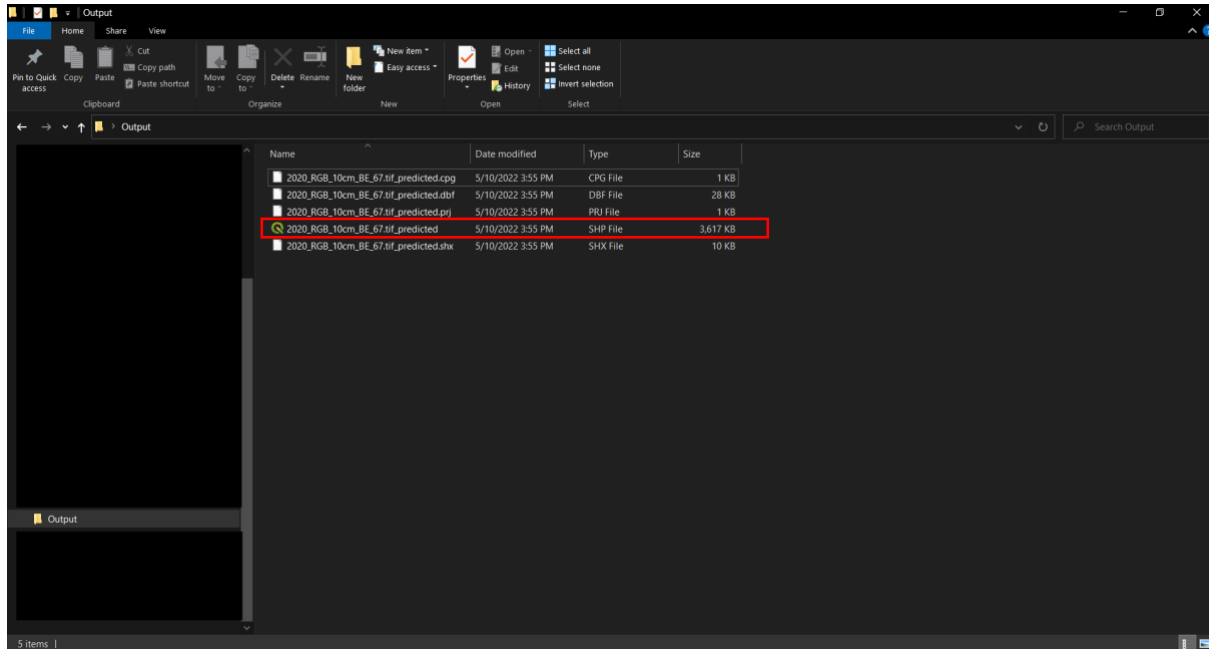 Output
File Home Share View
Pin to Quick access
Copy
Paste
Cut
Copy path
Paste shortcut
Clipboard
Move to
Copy to
Delete
Rename
Organize
New folder
New item
Easy access
New
Properties
Open
Edit
History
Open
Select all
Select none
Invert selection
Select
Output
Search Output
Name Date modified Type Size
2020_RGB_10cm_BE_67.tif_predicted.cpg 5/10/2022 3:55 PM CPG File 1 KB
2020_RGB_10cm_BE_67.tif_predicted.dbf 5/10/2022 3:55 PM DBF File 28 KB
2020_RGB_10cm_BE_67.tif_predicted.prj 5/10/2022 3:55 PM PRJ File 1 KB
2020_RGB_10cm_BE_67.tif_predicted 5/10/2022 3:55 PM SHP File 3,617 KB
2020_RGB_10cm_BE_67.tif_predicted.shx 5/10/2022 3:55 PM SHX File 10 KB
Output
5 items